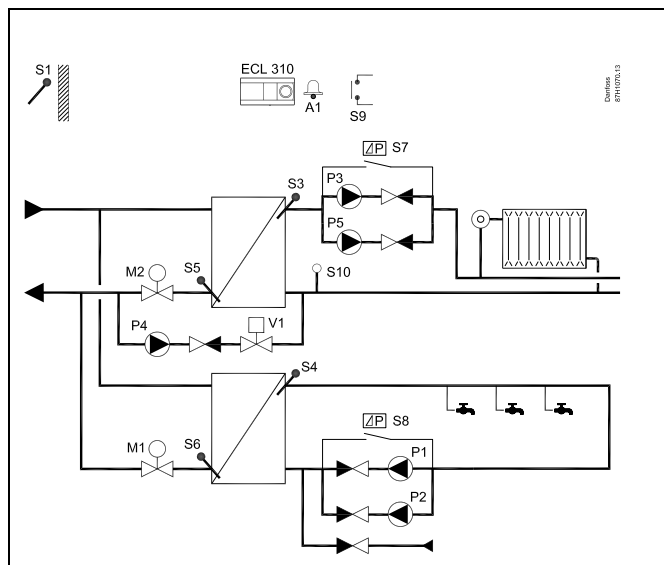 S1
ECL 310
A1
S9
Danfoss
87H1070.13
⊿P S7
S3
P3
P5
M2
S5
S10
P4
V1
S4
⊿P S8
M1
S6
P1
P2